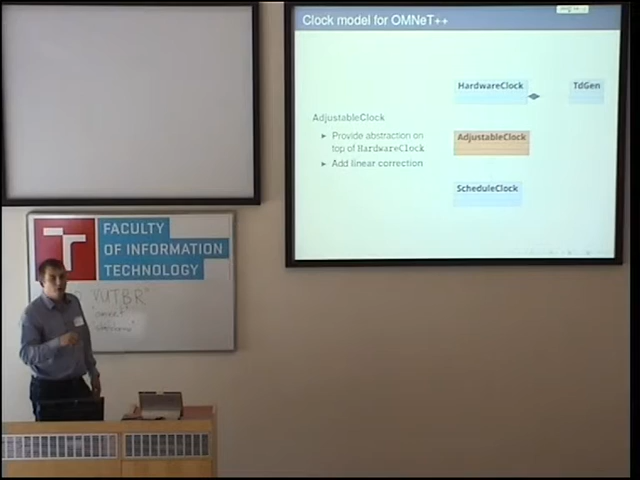 Clock model for OMNeT++
HardwareClock
TdGen
AdjustableClock
Provide abstraction on
top of HardwareClock
Add linear correction
AdjustableClock
ScheduleClock
FACULTY
OF INFORMATION
TECHNOLOGY
"VUTBR"